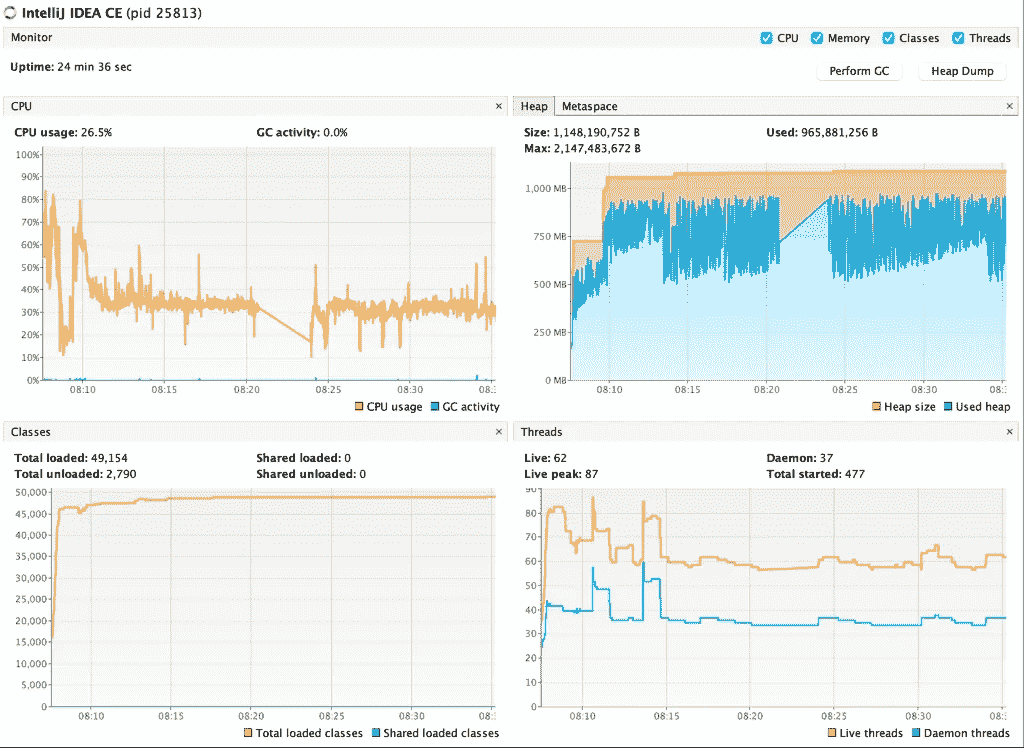 IntelliJ IDEA CE (pid 25813)
Monitor
CPU Memory Classes Threads
Uptime: 24 min 36 sec
Perform GC Heap Dump
CPU ×
CPU usage: 26.5% GC activity: 0.0%
100%
90%
80%
70%
60%
50%
40%
30%
20%
10%
0%
08:10 08:15 08:20 08:25 08:30 08:
CPU usage GC activity
Heap Metaspace ×
Size: 1,148,190,752 B Used: 965,881,256 B
Max: 2,147,483,672 B
1,000 MB
750 MB
500 MB
250 MB
0 MB
08:10 08:15 08:20 08:25 08:30 08:
Heap size Used heap
Classes ×
Total loaded: 49,154 Shared loaded: 0
Total unloaded: 2,790 Shared unloaded: 0
50,000
45,000
40,000
35,000
30,000
25,000
20,000
15,000
10,000
5,000
0
08:10 08:15 08:20 08:25 08:30 08:
Total loaded classes Shared loaded classes
Threads ×
Live: 62 Daemon: 37
Live peak: 87 Total started: 477
90
80
70
60
50
40
30
20
10
0
08:10 08:15 08:20 08:25 08:30 08:
Live threads Daemon threads